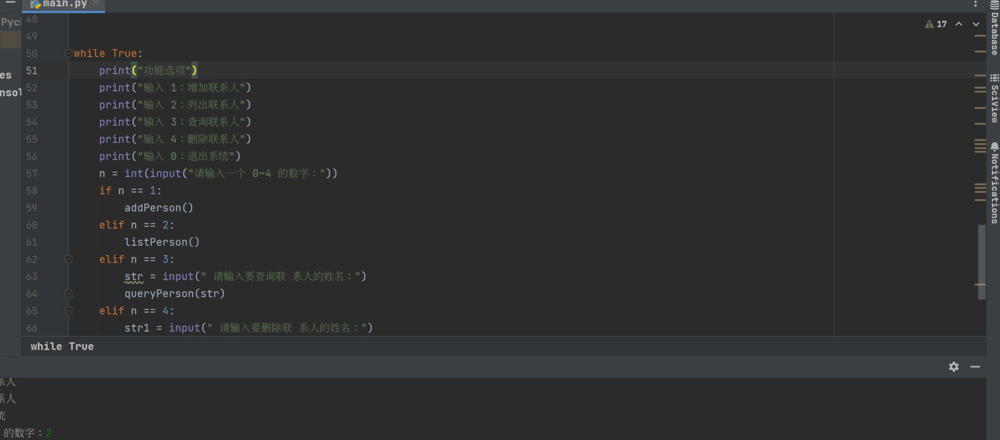 main.py
17
48
49
50 while True:
51 print("功能选项")
52 print("输入 1：增加联系人")
53 print("输入 2：列出联系人")
54 print("输入 3：查询联系人")
55 print("输入 4：删除联系人")
56 print("输入 0：退出系统")
57 n = int(input("请输入一个 0~4 的数字："))
58 if n == 1:
59 addPerson()
60 elif n == 2:
61 listPerson()
62 elif n == 3:
63 str = input(" 请输入要查询联 系人的姓名：")
64 queryPerson(str)
65 elif n == 4:
66 str1 = input(" 请输入要删除联 系人的姓名：")
while True
Pycl
es
nsol
Database
SciView
Notifications
系人
系人
统
的数字：2